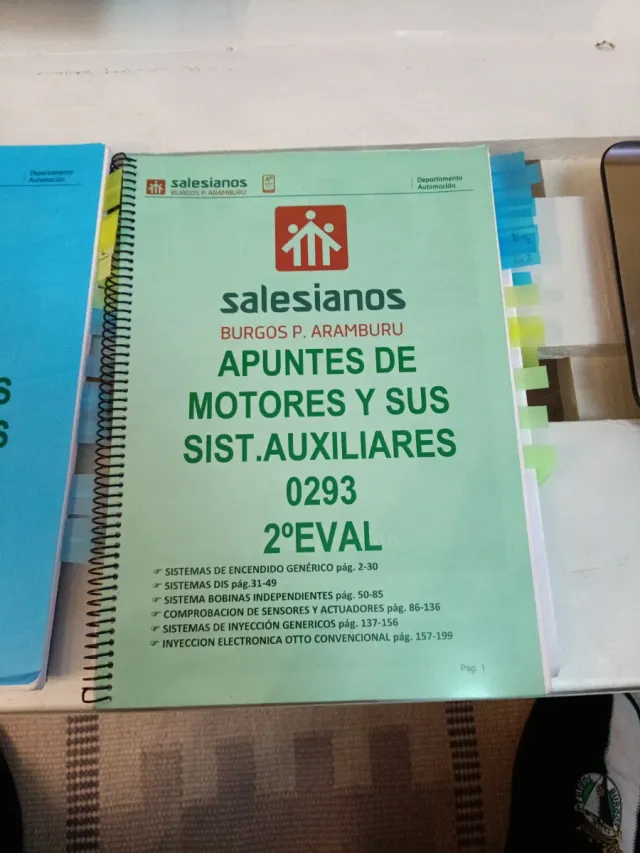 Departamento
Automoción
S
S
salesianos
BURGOS P. ARAMBURU
Departamento
Automoción
salesianos
BURGOS P. ARAMBURU
APUNTES DE
MOTORES Y SUS
SIST.AUXILIARES
0293
2ºEVAL
☞ SISTEMAS DE ENCENDIDO GENÉRICO pág. 2-30
☞ SISTEMAS DIS pág.31-49
☞ SISTEMA BOBINAS INDEPENDIENTES pág. 50-85
☞ COMPROBACION DE SENSORES Y ACTUADORES pág. 86-136
☞ SISTEMAS DE INYECCIÓN GENERICOS pág. 137-156
☞ INYECCION ELECTRONICA OTTO CONVENCIONAL pág. 157-199
Pág. 1